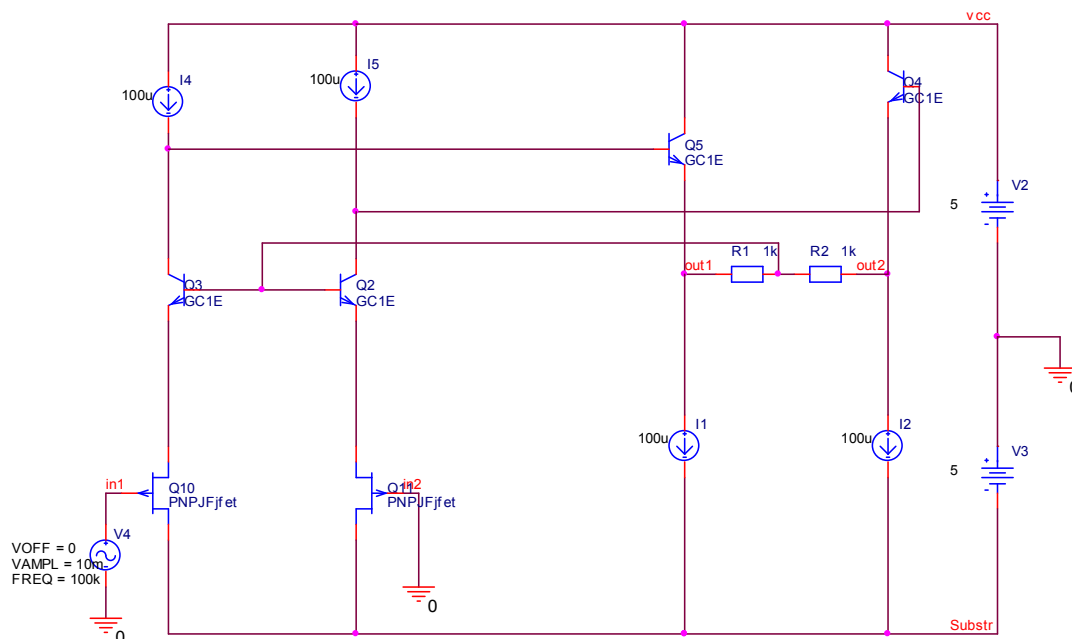 vcc
I4
100u
I5
100u
Q4
GC1E
Q5
GC1E
V2
5
R1 1k
R2 1k
out1
out2
Q3
GC1E
Q2
GC1E
0
I1
100u
I2
100u
V3
5
in1
Q10
PNPJFjfet
in2
Q11
PNPJFjfet
V4
VOFF = 0
VAMPL = 10m
FREQ = 100k
0
0
Substr